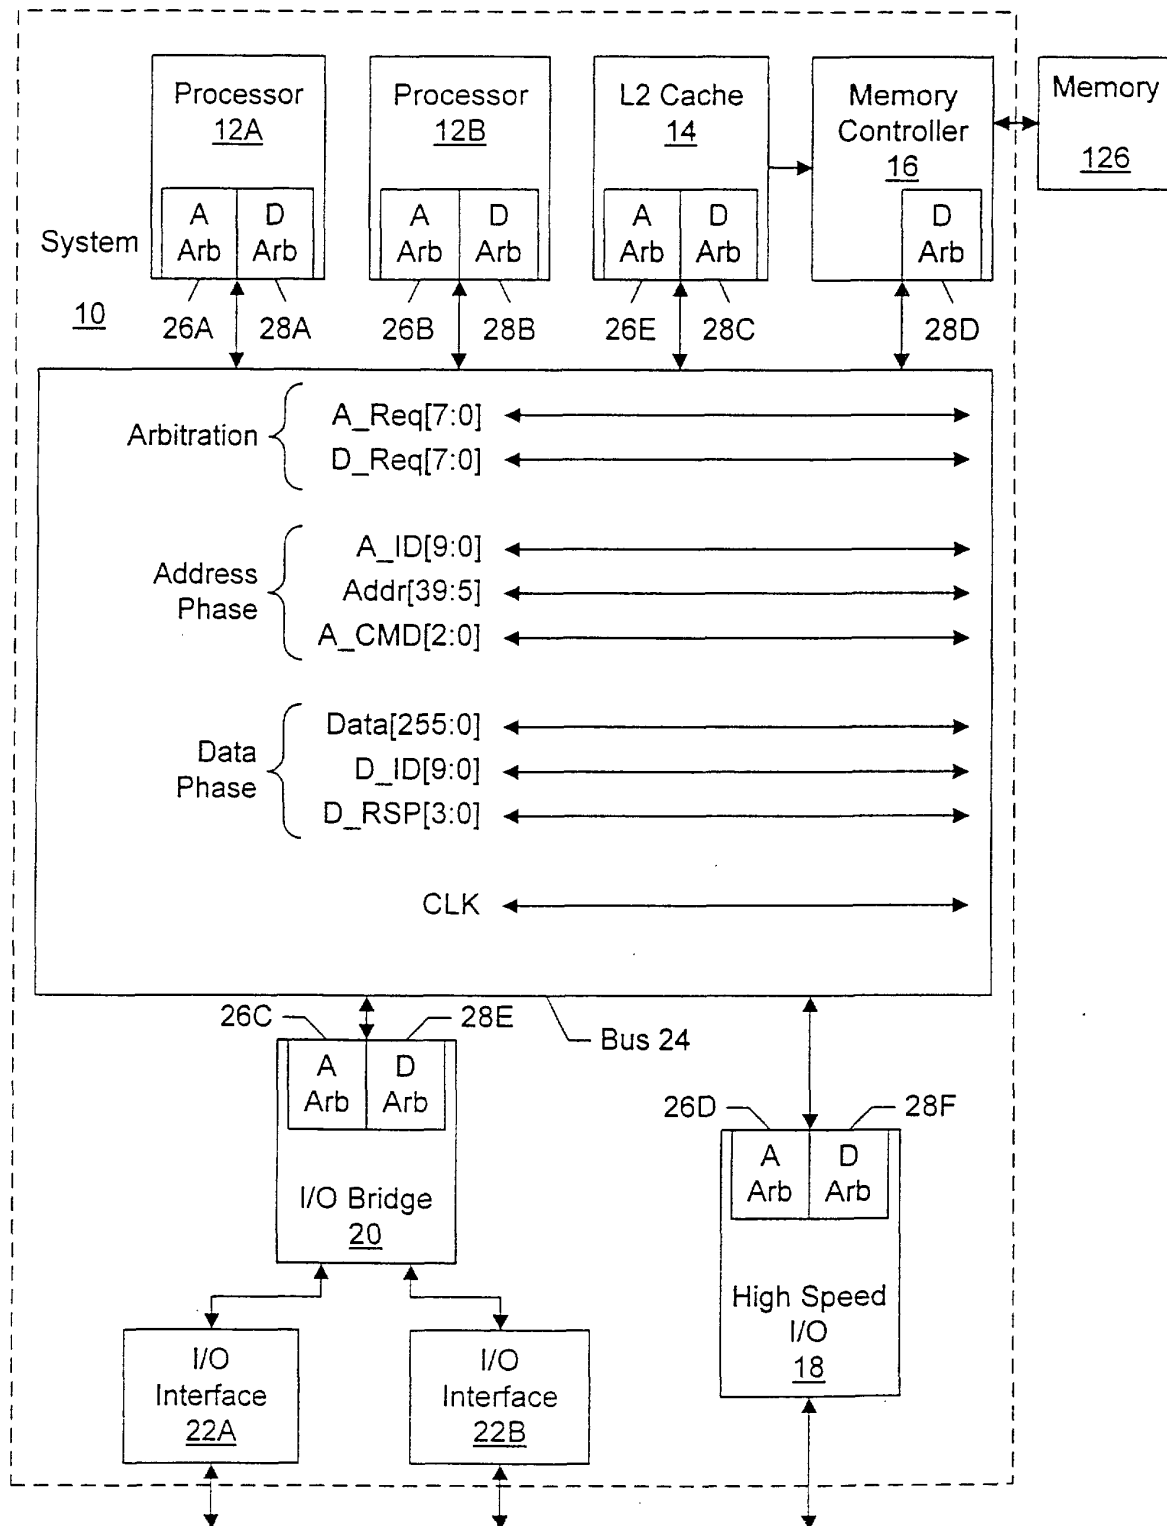 Processor
12A
A
Arb
D
Arb
Processor
12B
A
Arb
D
Arb
L2 Cache
14
A
Arb
D
Arb
Memory
Controller
16
D
Arb
Memory
126
System
10
26A
28A
26B
28B
26E
28C
28D
Arbitration
A_Req[7:0]
D_Req[7:0]
Address
Phase
A_ID[9:0]
Addr[39:5]
A_CMD[2:0]
Data
Phase
Data[255:0]
D_ID[9:0]
D_RSP[3:0]
CLK
Bus 24
26C
28E
A
Arb
D
Arb
I/O Bridge
20
26D
28F
A
Arb
D
Arb
High Speed
I/O
18
I/O
Interface
22A
I/O
Interface
22B